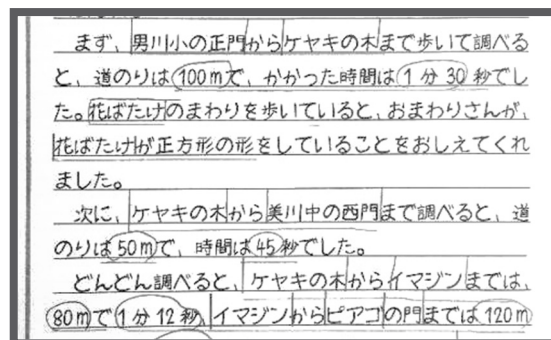 まず、男川小の正門からケヤキの木まで歩いて調べる
と、道のりは100mで、かかった時間は1分30秒でし
た。花ばたけのまわりを歩いていると、おまわりさんが、
花ばたけが正方形の形をしていることをおしえてくれ
ました。
次に、ケヤキの木から美川中の西門まで調べると、道
のりは50mで、時間は45秒でした。
どんどん調べると、ケヤキの木からイマジンまでは、
80mで1分12秒、イマジンからピアゴの門までは120m